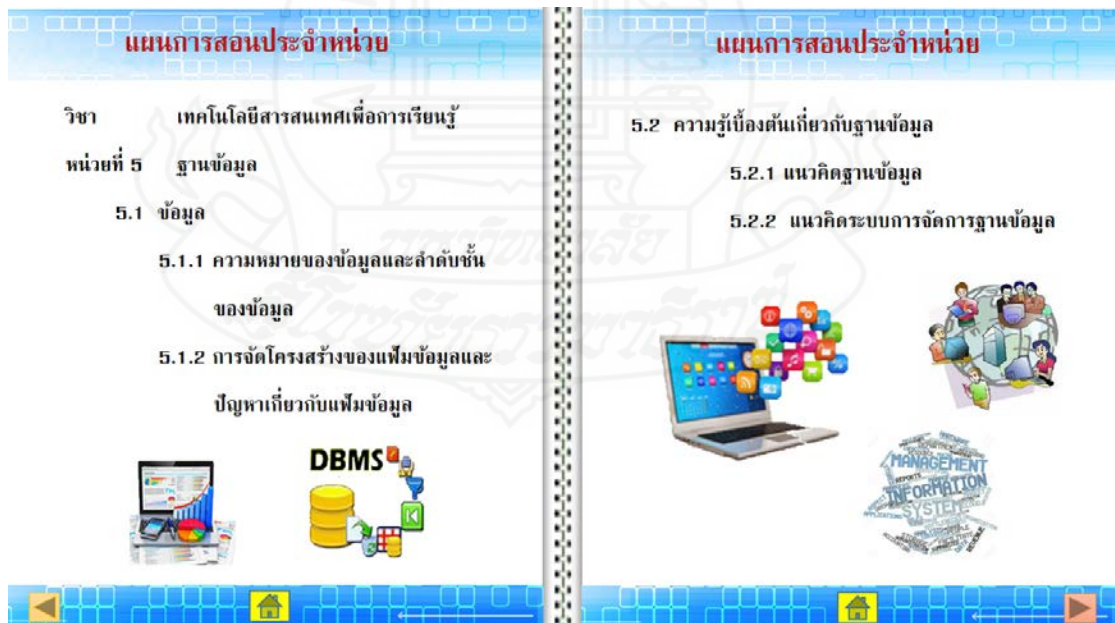 แผนการสอนประจำหน่วย
วิชา เทคโนโลยีสารสนเทศเพื่อการเรียนรู้
หน่วยที่ 5 ฐานข้อมูล
5.1 ข้อมูล
5.1.1 ความหมายของข้อมูลและลำดับชั้น
ของข้อมูล
5.1.2 การจัดโครงสร้างของแฟ้มข้อมูลและ
ปัญหาเกี่ยวกับแฟ้มข้อมูล
DBMS
แผนการสอนประจำหน่วย
5.2 ความรู้เบื้องต้นเกี่ยวกับฐานข้อมูล
5.2.1 แนวคิดฐานข้อมูล
5.2.2 แนวคิดระบบการจัดการฐานข้อมูล
MANAGEMENT
INFORMATION
SYSTEM